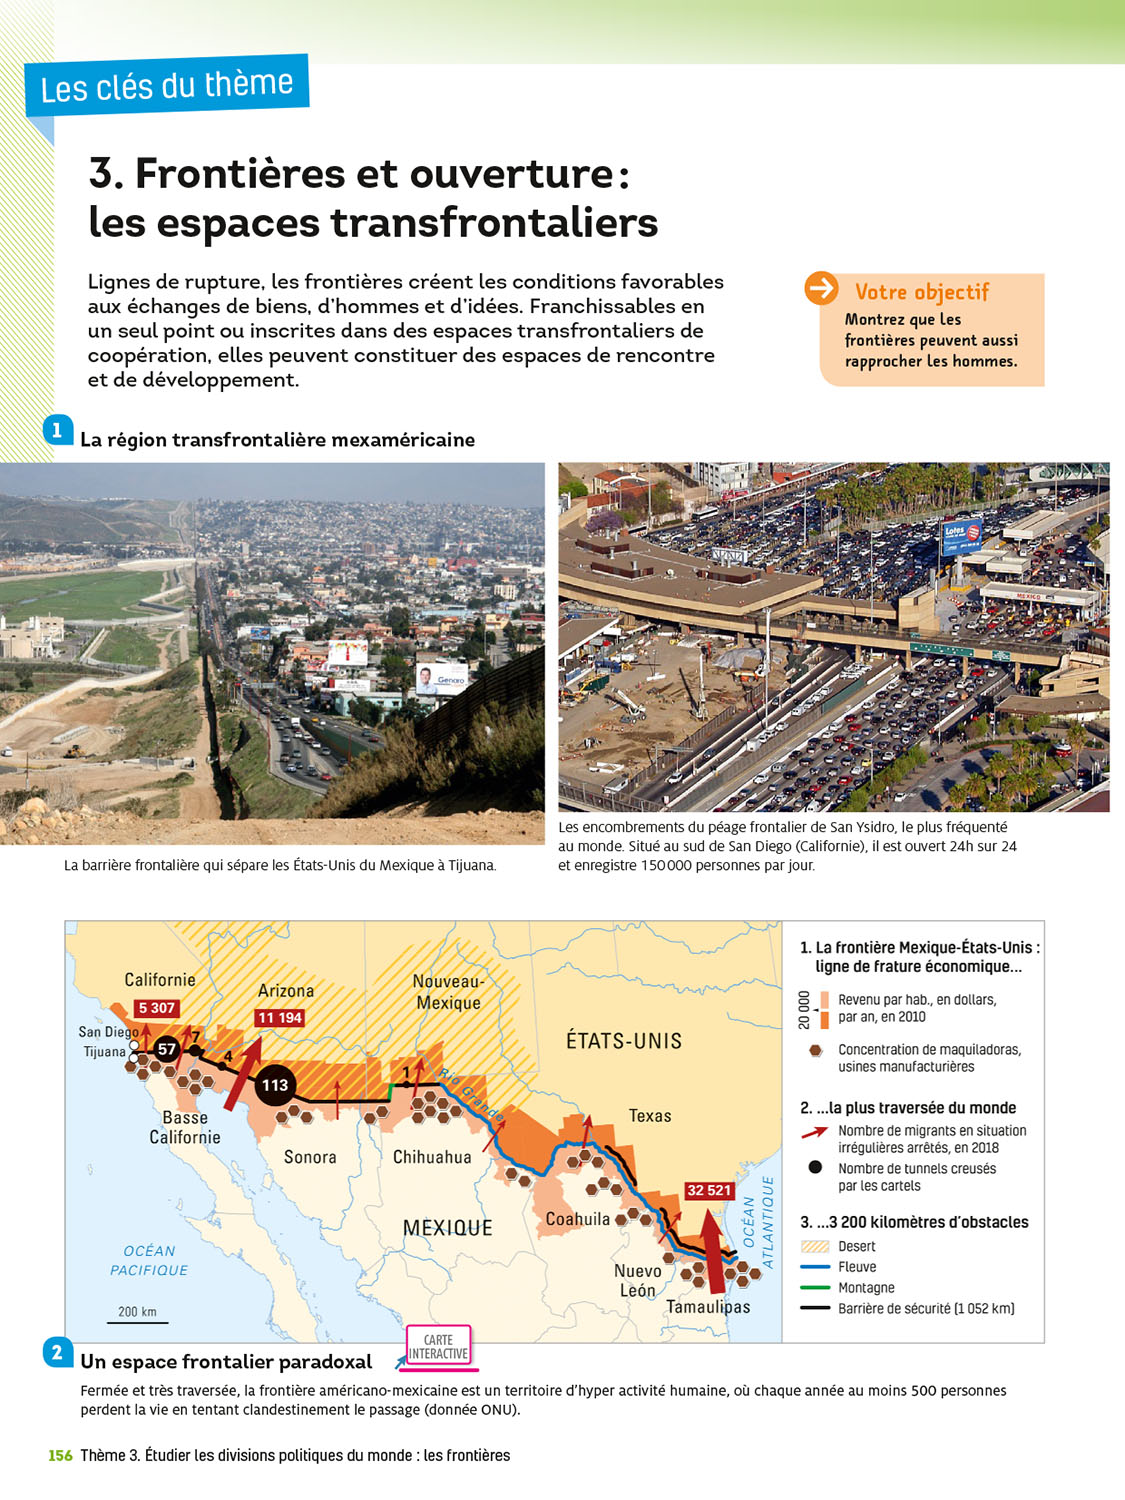 Les clés du thème
3. Frontières et ouverture :
les espaces transfrontaliers
Lignes de rupture, les frontières créent les conditions favorables
aux échanges de biens, d'hommes et d'idées. Franchissables en
un seul point ou inscrites dans des espaces transfrontaliers de
coopération, elles peuvent constituer des espaces de rencontre
et de développement.
Votre objectif
Montrez que les
frontières peuvent aussi
rapprocher les hommes.
1 La région transfrontalière mexaméricaine
Genaro
Lotes
MEXICO
La barrière frontalière qui sépare les États-Unis du Mexique à Tijuana.
Les encombrements du péage frontalier de San Ysidro, le plus fréquenté
au monde. Situé au sud de San Diego (Californie), il est ouvert 24h sur 24
et enregistre 150 000 personnes par jour.
Californie
5 307
Arizona
11 194
Nouveau-
Mexique
ÉTATS-UNIS
San Diego
Tijuana
57
7
4
113
1
Rio Grande
Texas
Basse
Californie
Sonora
Chihuahua
MEXIQUE
Coahuila
32 521
OCÉAN
ATLANTIQUE
OCÉAN
PACIFIQUE
Nuevo
León
Tamaulipas
200 km
1. La frontière Mexique-États-Unis :
ligne de frature économique...
20 000
Revenu par hab., en dollars,
par an, en 2010
Concentration de maquiladoras,
usines manufacturières
2. ...la plus traversée du monde
Nombre de migrants en situation
irrégulières arrêtés, en 2018
Nombre de tunnels creusés
par les cartels
3. ...3 200 kilomètres d'obstacles
Desert
Fleuve
Montagne
Barrière de sécurité (1 052 km)
2 Un espace frontalier paradoxal
CARTE
INTERACTIVE
Fermée et très traversée, la frontière américano-mexicaine est un territoire d'hyper activité humaine, où chaque année au moins 500 personnes
perdent la vie en tentant clandestinement le passage (donnée ONU).
156 Thème 3. Étudier les divisions politiques du monde : les frontières